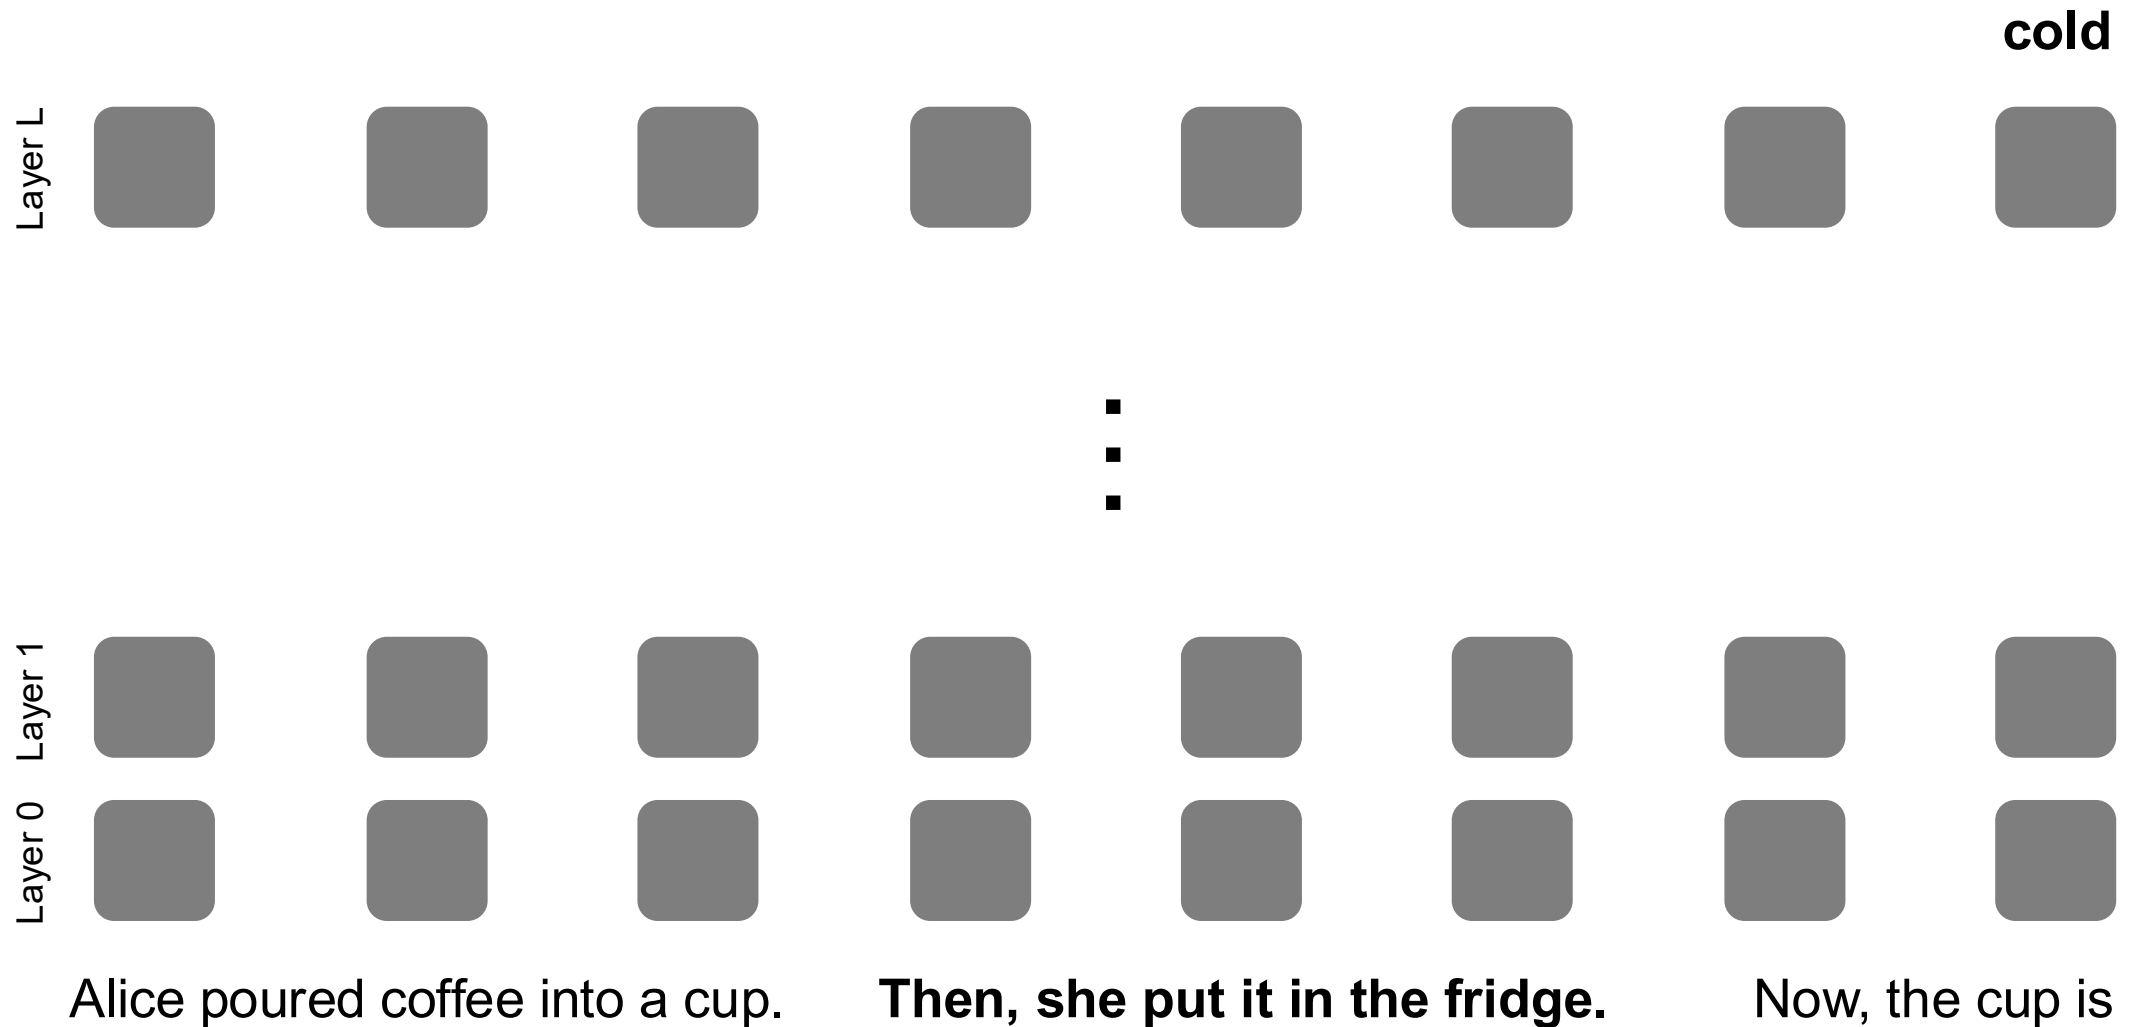 cold
Layer L
Layer 1
Layer 0
Alice poured coffee into a cup. Then, she put it in the fridge. Now, the cup is